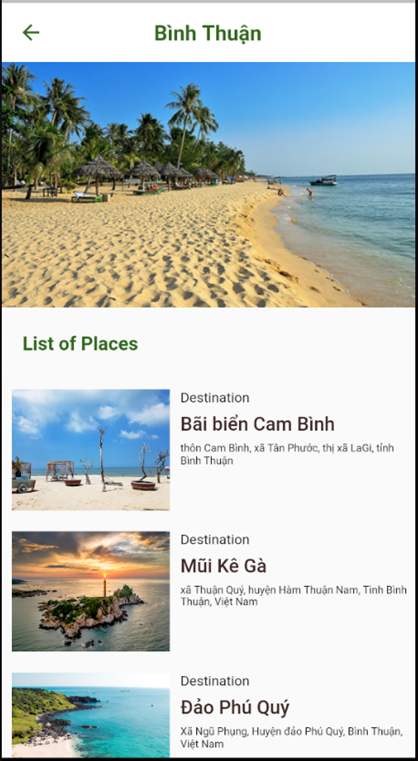 Bình Thuận
List of Places
Destination
Bãi biển Cam Bình
thôn Cam Bình, xã Tân Phước, thị xã LaGi, tỉnh
Bình Thuận
Destination
Mũi Kê Gà
xã Thuận Quý, huyện Hàm Thuận Nam, Tỉnh Bình
Thuận, Việt Nam
Destination
Đảo Phú Quý
Xã Ngũ Phụng, Huyện đảo Phú Quý, Bình Thuận,
Việt Nam